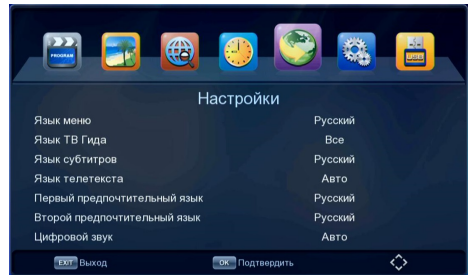 PROGRAM
Настройки
Язык меню Русский
Язык ТВ Гида Все
Язык субтитров Русский
Язык телетекста Авто
Первый предпочтительный язык Русский
Второй предпочтительный язык Русский
Цифровой звук Авто
EXIT Выход OK Подтвердить